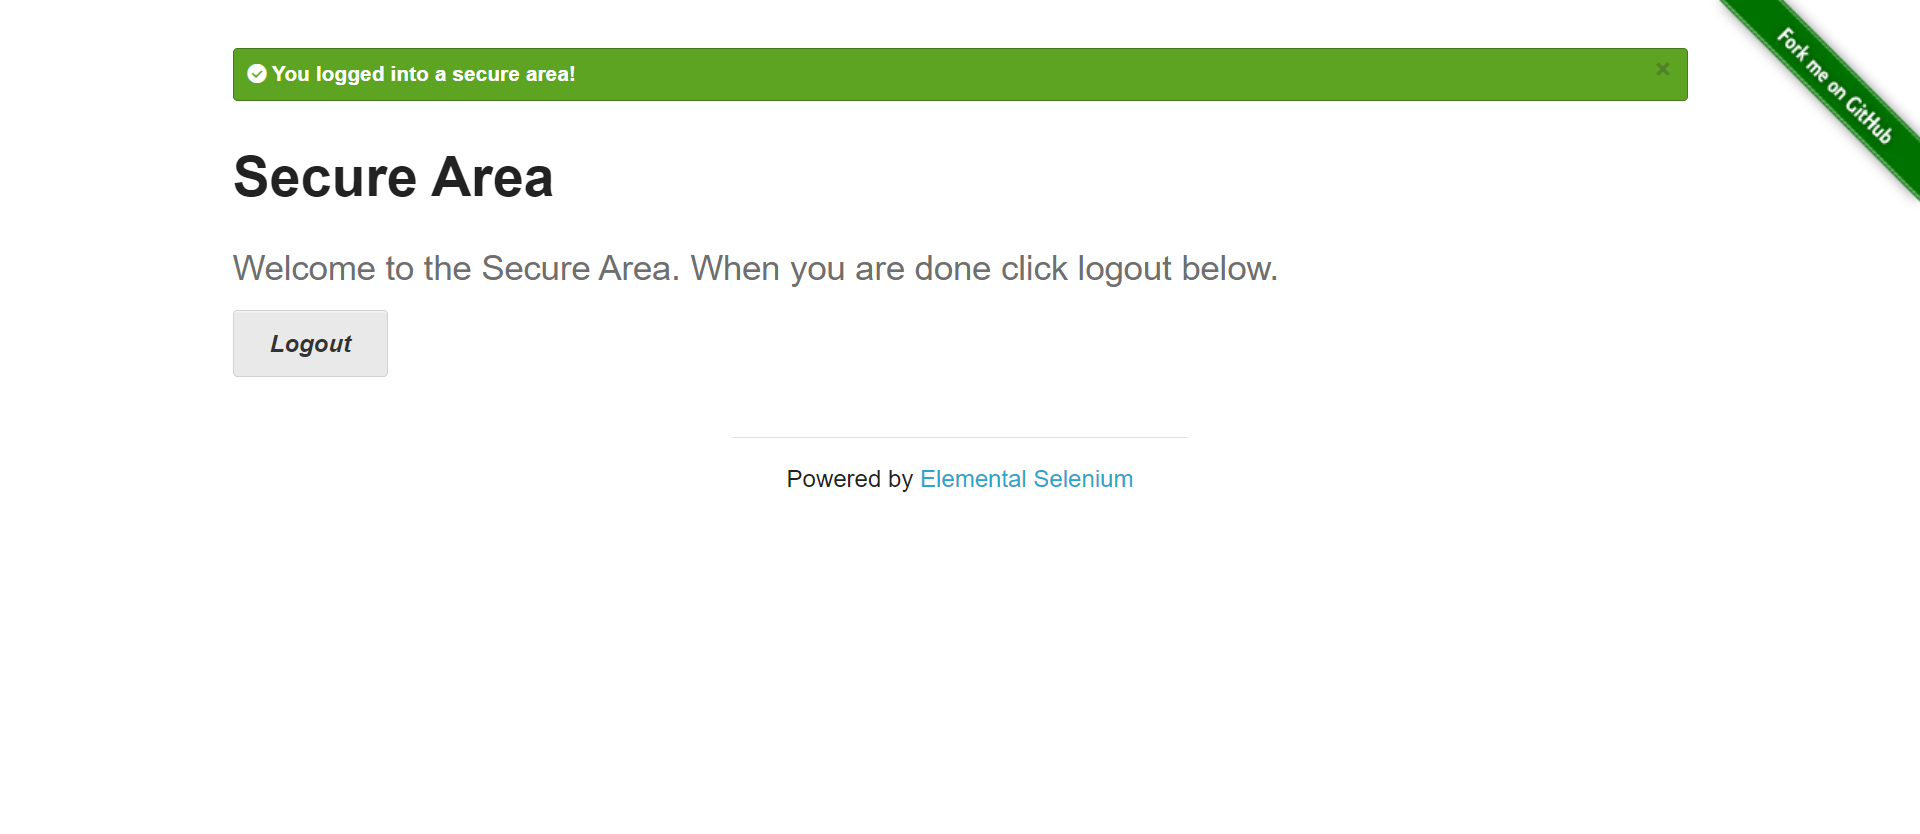 You logged into a secure area!
×
Fork me on GitHub
Secure Area
Welcome to the Secure Area. When you are done click logout below.
Logout
Powered by Elemental Selenium